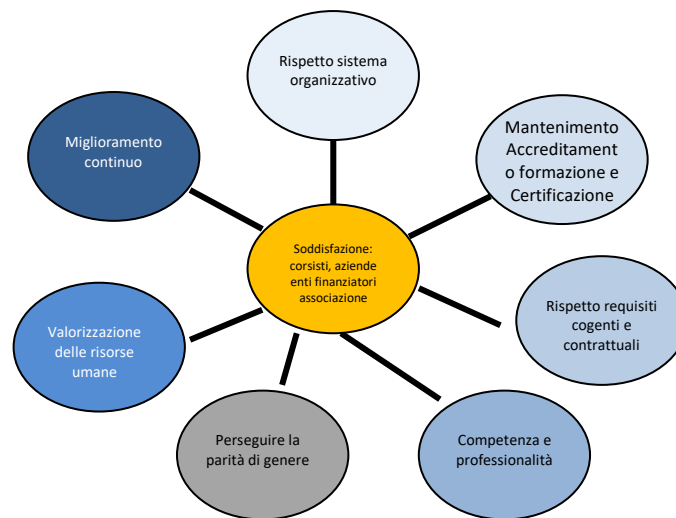 Rispetto sistema
organizzativo
Miglioramento
continuo
Mantenimento
Accreditament
o formazione e
Certificazione
Soddisfazione:
corsisti, aziende
enti finanziatori
associazione
Rispetto requisiti
cogenti e
contrattuali
Valorizzazione
delle risorse
umane
Perseguire la
parità di genere
Competenza e
professionalità